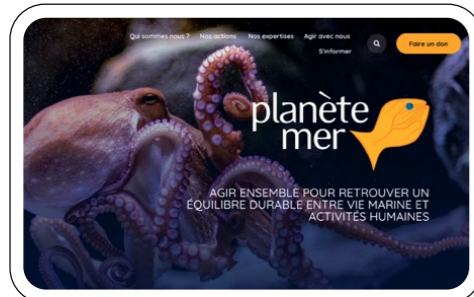 Qui sommes nous ? Nos actions Nos expertises Agir avec nous
S'informer
Faire un don
planète
mer
AGIR ENSEMBLE POUR RETROUVER UN
ÉQUILIBRE DURABLE ENTRE VIE MARINE ET
ACTIVITÉS HUMAINES